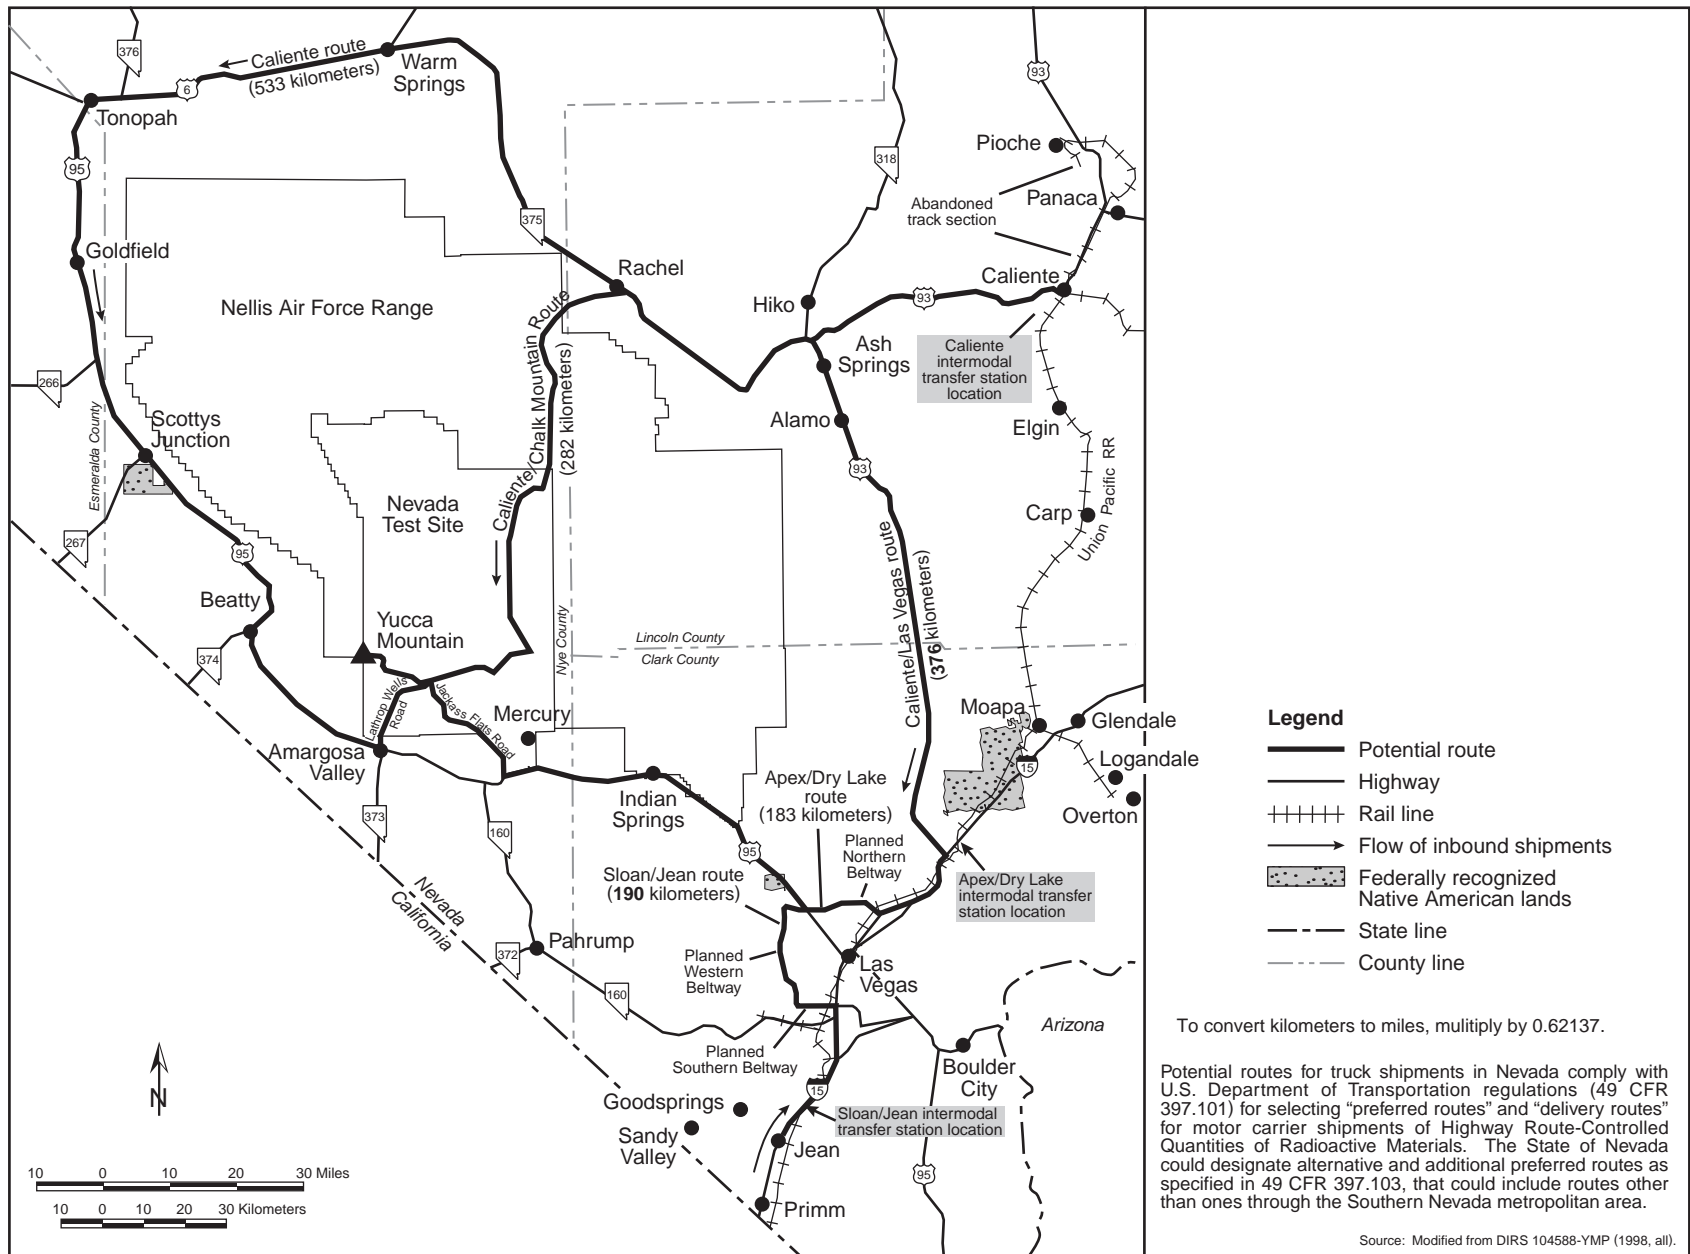 376
Caliente route
(533 kilometers)
6
Warm
Springs
93
Tonopah
95
318
Pioche
Abandoned
track section
Panaca
375
Goldfield
Rachel
Caliente
Nellis Air Force Range
Hiko
93
Ash
Springs
Caliente
intermodal
transfer station
location
Caliente/Chalk Mountain Route
(282 kilometers)
266
Esmeralda County
Scottys
Junction
Alamo
Elgin
93
Union Pacific RR
Nevada
Test Site
Carp
267
95
Caliente/Las Vegas route
(376 kilometers)
Beatty
Yucca
Mountain
374
Nye County
Lincoln County
Clark County
Lathrop Wells
Road
Jackass Flats Road
Mercury
Moapa
Glendale
Logandale
15
Overton
Amargosa
Valley
Indian
Springs
Apex/Dry Lake
route
(183 kilometers)
373
160
95
Planned
Northern
Beltway
Sloan/Jean route
(190 kilometers)
Apex/Dry Lake
intermodal transfer
station location
Nevada
California
372
Pahrump
Planned
Western
Beltway
Las
Vegas
160
Arizona
Planned
Southern Beltway
Boulder
City
15
N
Goodsprings
Sloan/Jean intermodal
transfer station location
Sandy
Valley
Jean
95
Primm
10 0 10 20 30 Miles
10 0 10 20 30 Kilometers
Legend
Potential route
Highway
Rail line
Flow of inbound shipments
Federally recognized
Native American lands
State line
County line
To convert kilometers to miles, mulitiply by 0.62137.
Potential routes for truck shipments in Nevada comply with
U.S. Department of Transportation regulations (49 CFR
397.101) for selecting “preferred routes” and “delivery routes”
for motor carrier shipments of Highway Route-Controlled
Quantities of Radioactive Materials. The State of Nevada
could designate alternative and additional preferred routes as
specified in 49 CFR 397.103, that could include routes other
than ones through the Southern Nevada metropolitan area.
Source: Modified from DIRS 104588-YMP (1998, all).